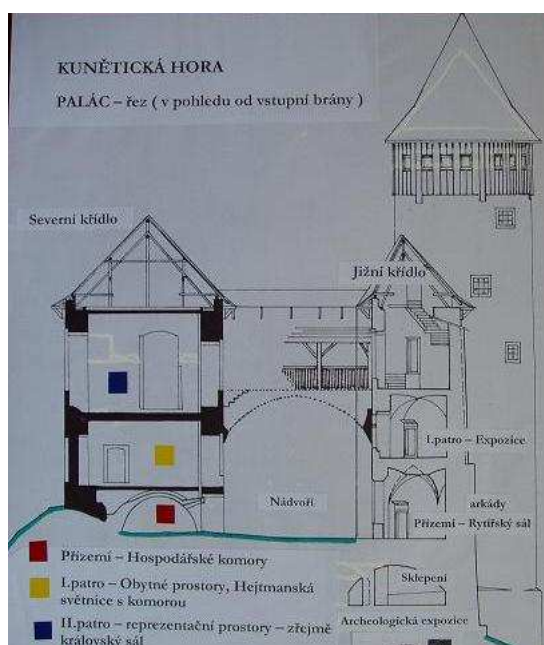 KUNĚTICKÁ HORA
PALÁC – řez ( v pohledu od vstupní brány )
Severní křídlo
Jižní křídlo
I.patro – Expozice
Nádvoří
arkády
Přízemí – Rytířský sál
Přízemí – Hospodářské komory
I.patro – Obytné prostory, Hejtmanská
světnice s komorou
Sklepení
Archeologická expozice
II.patro – reprezentační prostory – zřejmě
královský sál